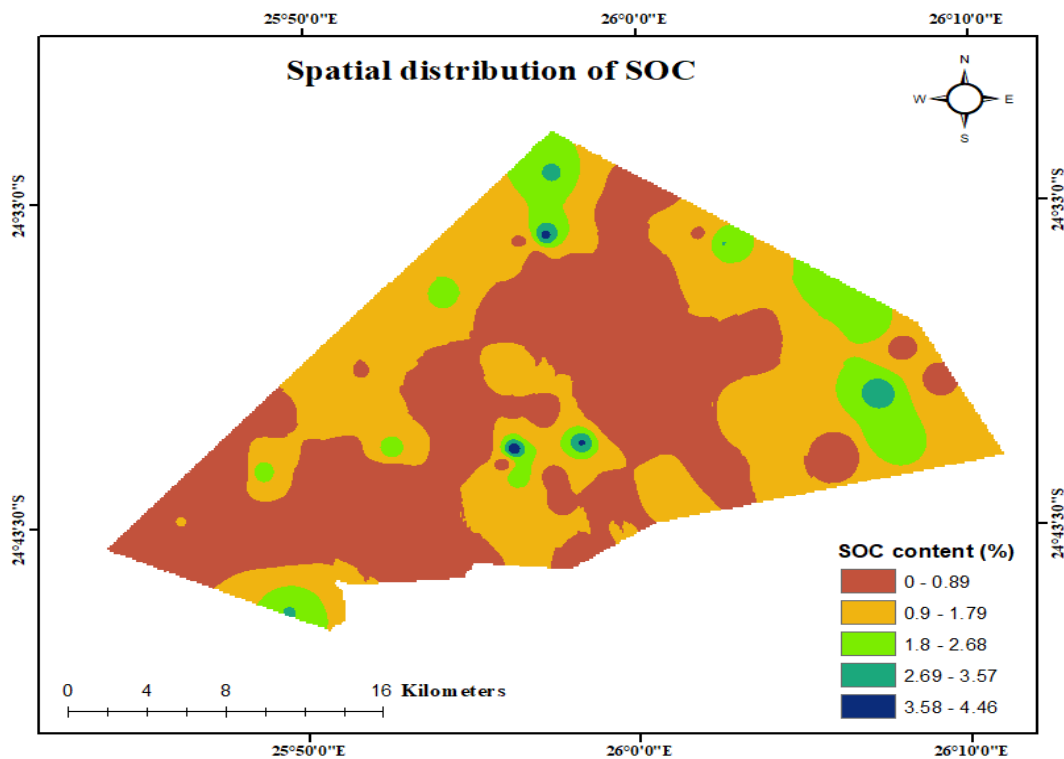 25°50'0"E 26°0'0"E 26°10'0"E
Spatial distribution of SOC
N
W E
S
24°33'0"S 24°33'0"S
24°43'30"S 24°43'30"S
SOC content (%)
0 - 0.89
0.9 - 1.79
1.8 - 2.68
2.69 - 3.57
3.58 - 4.46
0 4 8 16 Kilometers
25°50'0"E 26°0'0"E 26°10'0"E